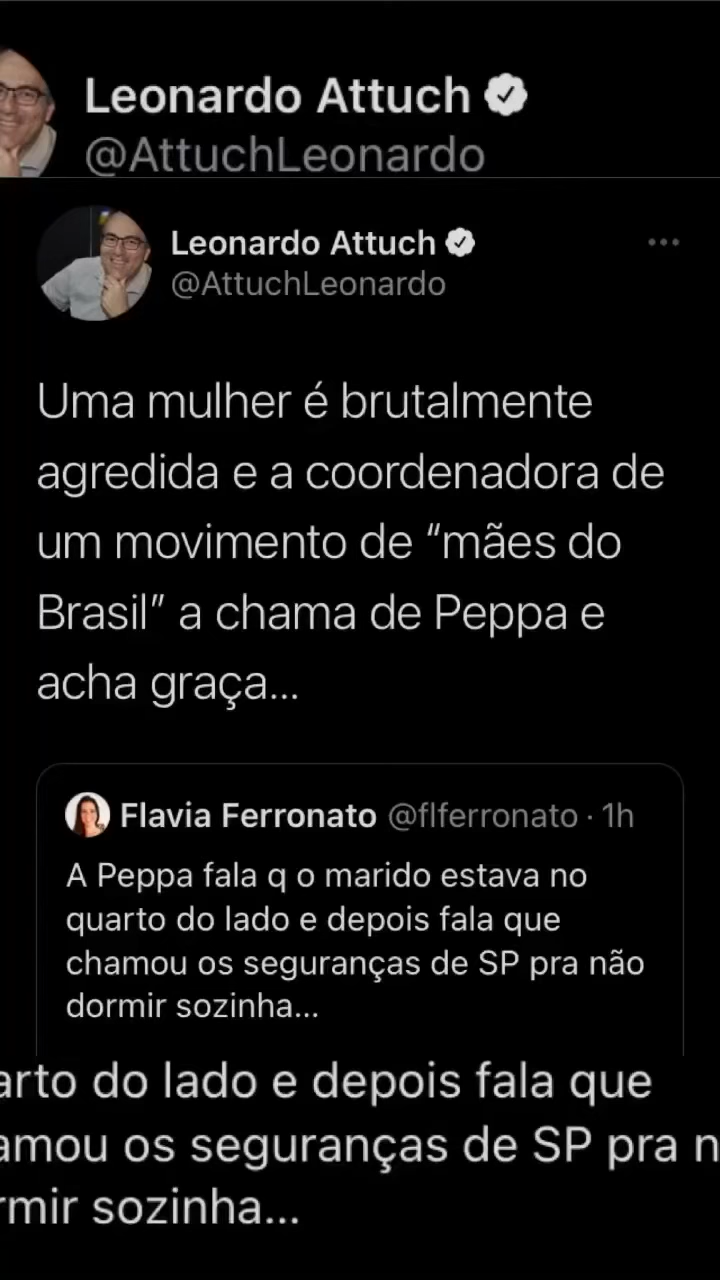 Leonardo Attuch
@AttuchLeonardo
Leonardo Attuch
@AttuchLeonardo
Uma mulher é brutalmente
agredida e a coordenadora de
um movimento de “mães do
Brasil” a chama de Peppa e
acha graça...
Flavia Ferronato @flferronato · 1h
A Peppa fala q o marido estava no
quarto do lado e depois fala que
chamou os seguranças de SP pra não
dormir sozinha...
arto do lado e depois fala que
amou os seguranças de SP pra n
rmir sozinha...